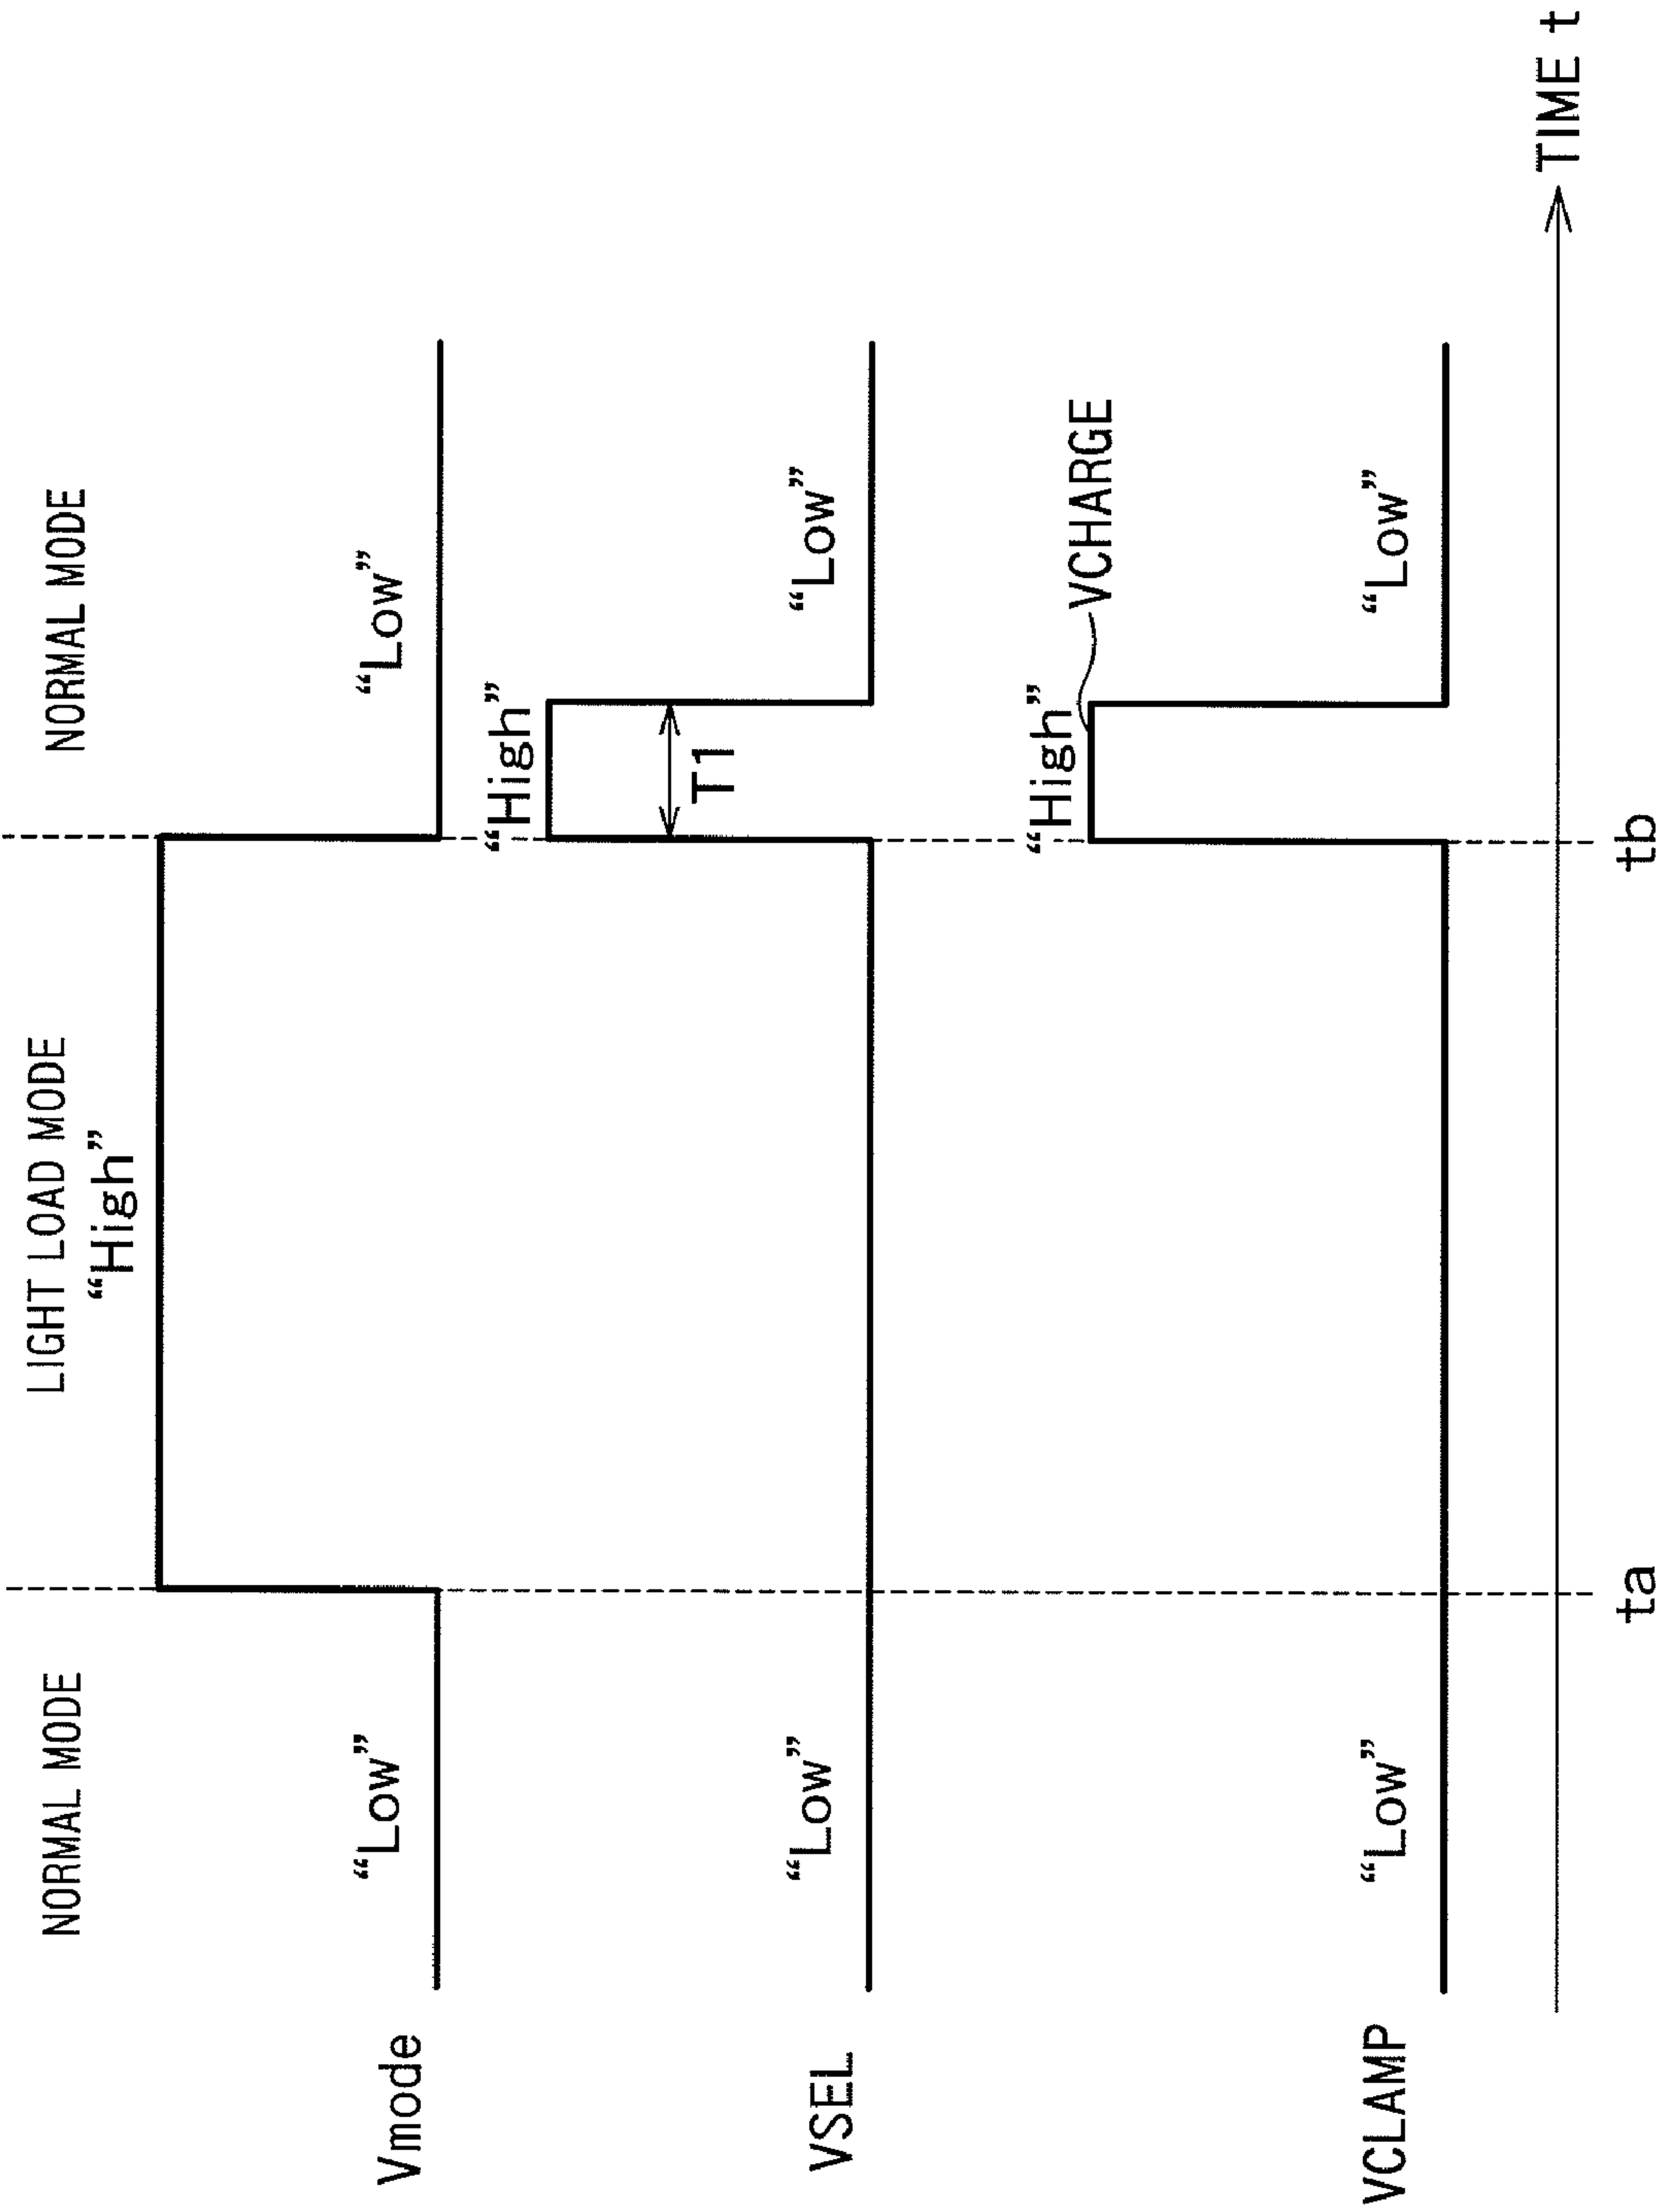 NORMAL MODE
LIGHT LOAD MODE
NORMAL MODE
“High”
Vmode
“Low”
“Low”
“High”
T1
VSEL
“Low”
“Low”
“High”
VCHARGE
VCLAMP
“Low”
“Low”
TIME t
ta
tb